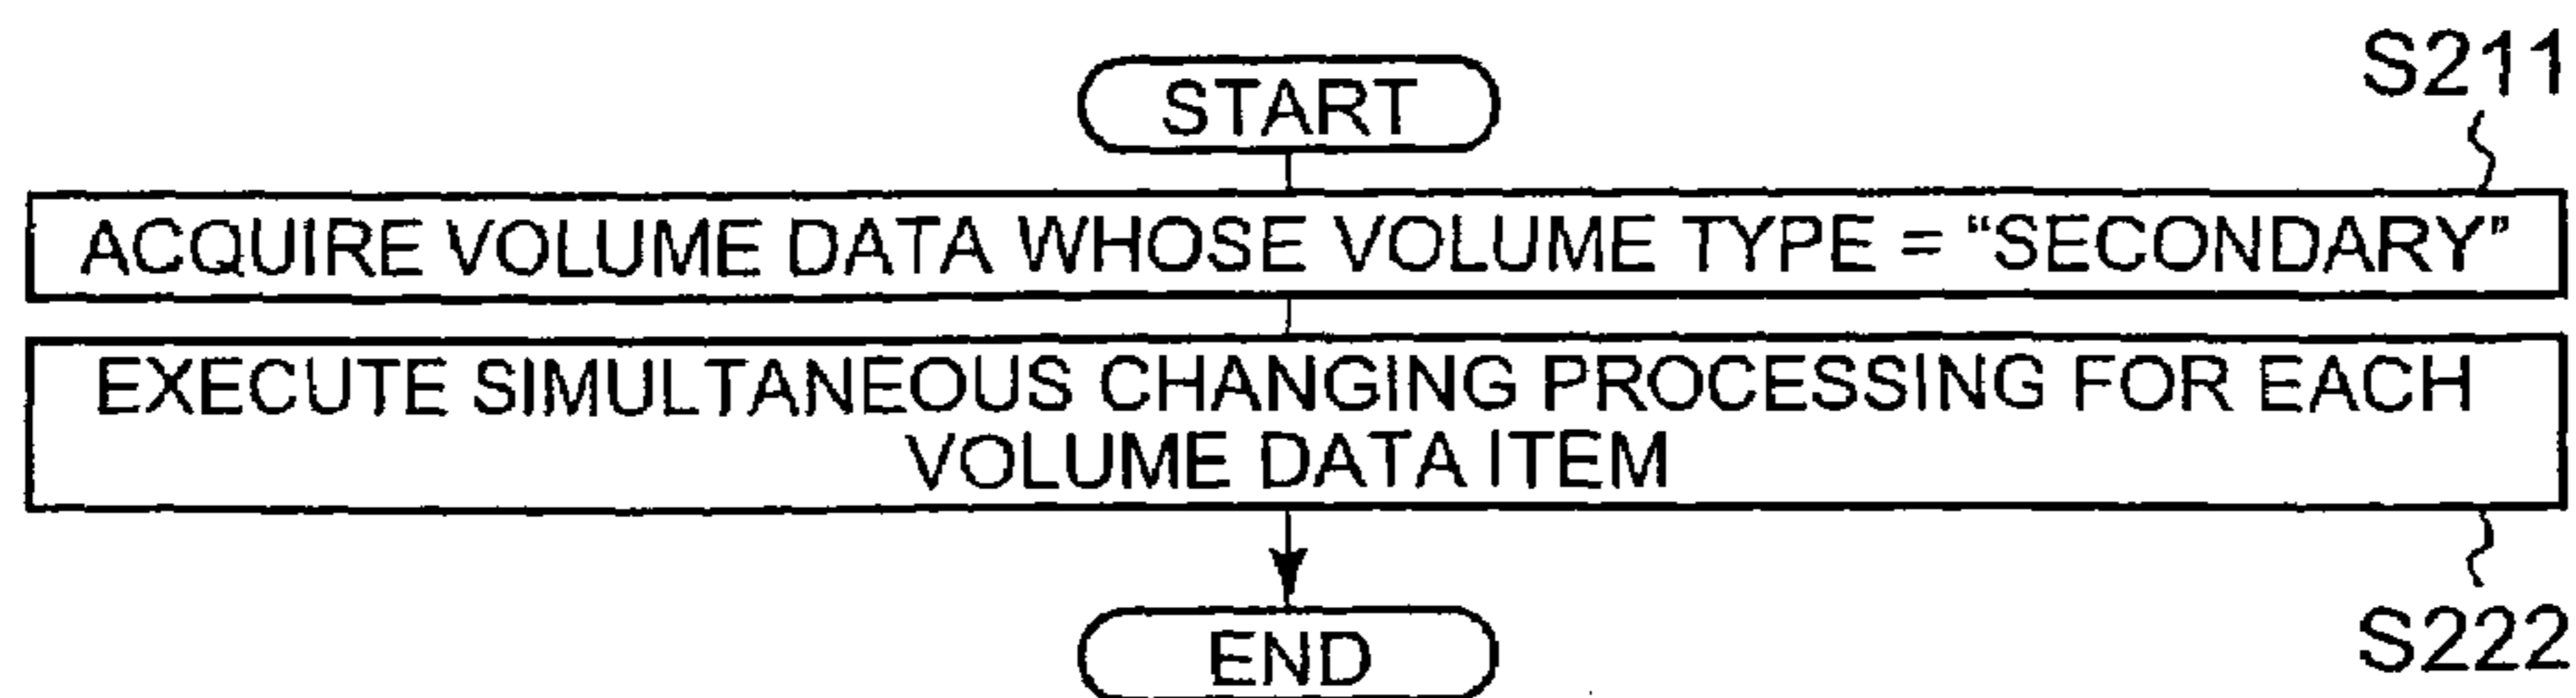 S211
START
ACQUIRE VOLUME DATA WHOSE VOLUME TYPE = “SECONDARY”
EXECUTE SIMULTANEOUS CHANGING PROCESSING FOR EACH
VOLUME DATA ITEM
END
S222